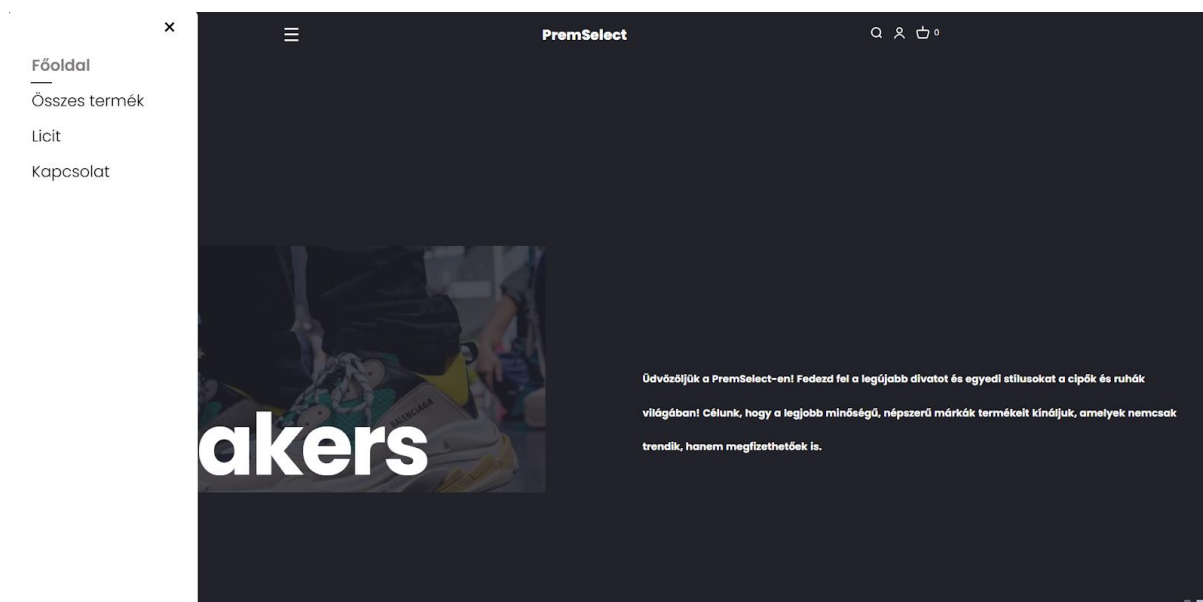 Főoldal
Összes termék
Licit
Kapcsolat
PremSelect
0
akers
BALENCIAGA
Üdvözöljük a PremSelect-en! Fedezd fel a legújabb divatot és egyedi stílusokat a cipők és ruhák
világában! Célunk, hogy a legjobb minőségű, népszerű márkák termékeit kínáljuk, amelyek nemcsak
trendik, hanem megfizethetőek is.